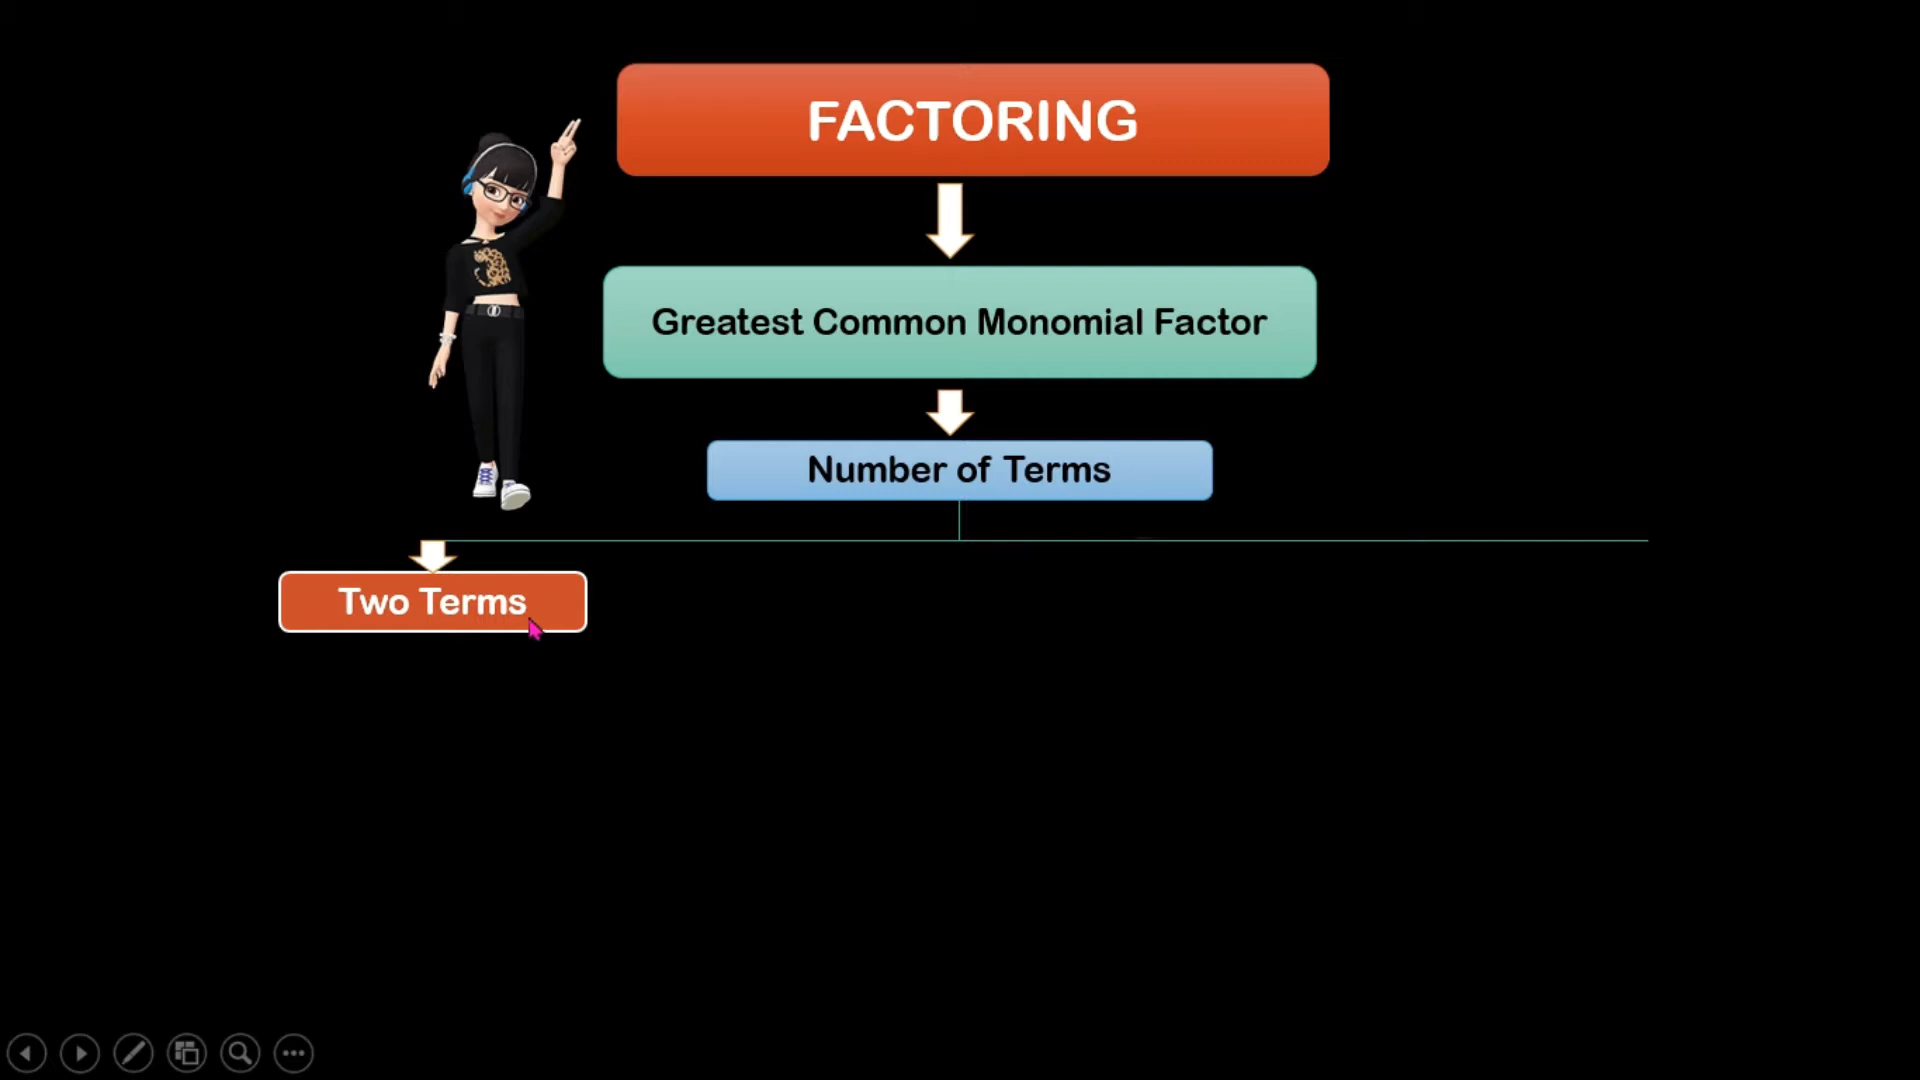 FACTORING
Greatest Common Monomial Factor
Number of Terms
Two Terms